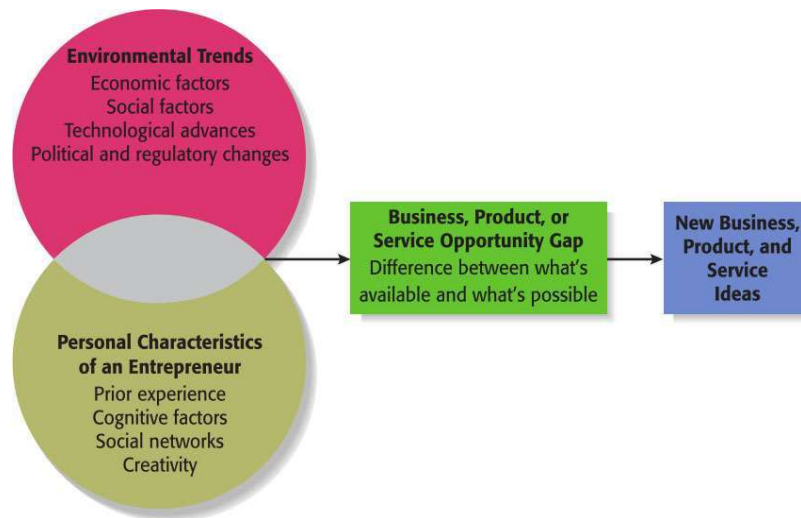 Environmental Trends
Economic factors
Social factors
Technological advances
Political and regulatory changes
Business, Product, or
Service Opportunity Gap
Difference between what's
available and what's possible
New Business,
Product, and
Service
Ideas
Personal Characteristics
of an Entrepreneur
Prior experience
Cognitive factors
Social networks
Creativity